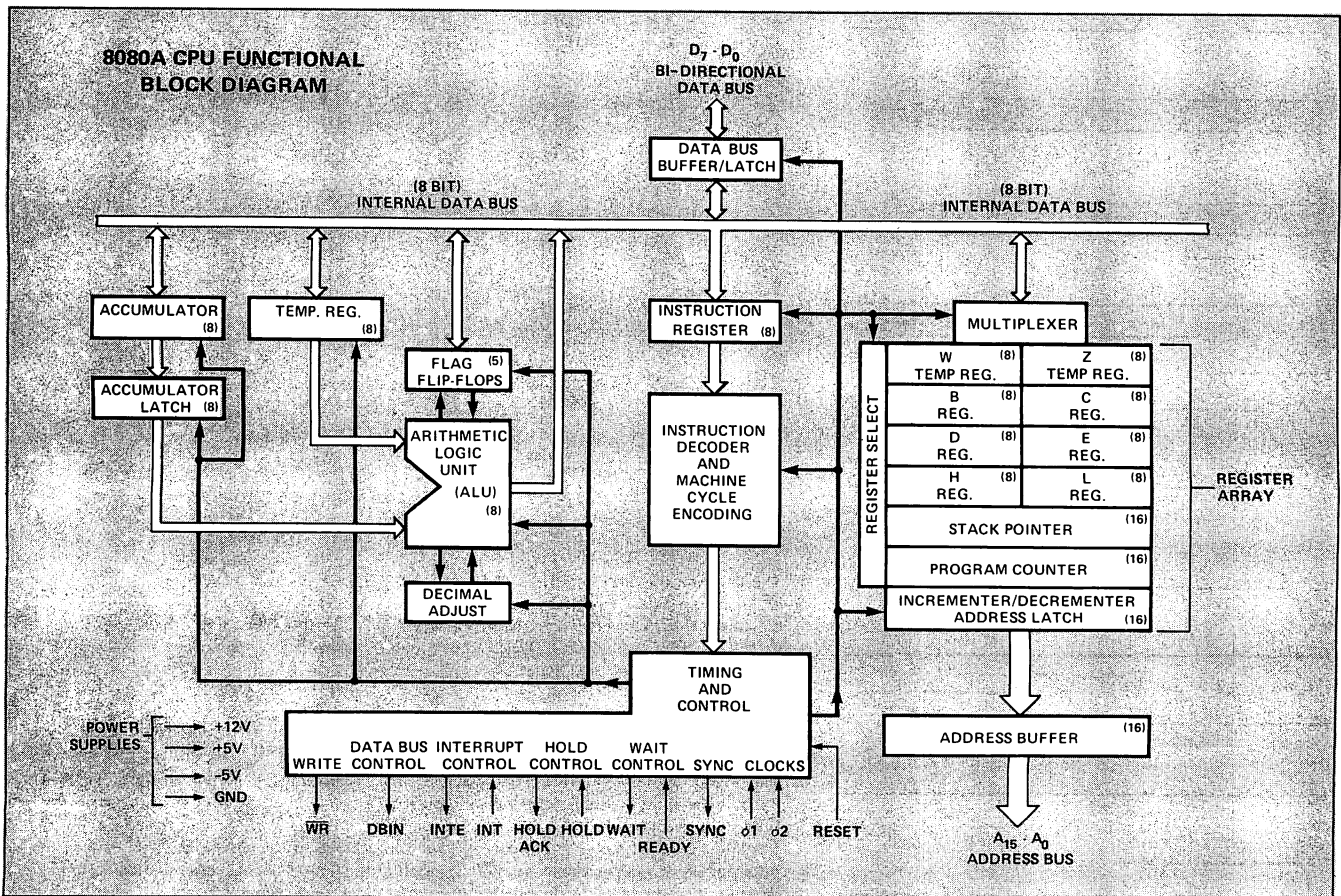 8080A CPU FUNCTIONAL
BLOCK DIAGRAM
D7 - D0
BI-DIRECTIONAL
DATA BUS
DATA BUS
BUFFER/LATCH
(8 BIT)
INTERNAL DATA BUS
(8 BIT)
INTERNAL DATA BUS
ACCUMULATOR
(8)
TEMP. REG.
(8)
INSTRUCTION
REGISTER (8)
MULTIPLEXER
FLAG (5)
FLIP-FLOPS
ACCUMULATOR
LATCH (8)
ARITHMETIC
LOGIC
UNIT
(ALU)
(8)
DECIMAL
ADJUST
INSTRUCTION
DECODER
AND
MACHINE
CYCLE
ENCODING
REGISTER SELECT
W (8)
TEMP REG.
Z (8)
TEMP REG.
B (8)
REG.
C (8)
REG.
D (8)
REG.
E (8)
REG.
H (8)
REG.
L (8)
REG.
STACK POINTER (16)
PROGRAM COUNTER (16)
INCREMENTER/DECREMENTER
ADDRESS LATCH (16)
REGISTER
ARRAY
TIMING
AND
CONTROL
POWER
SUPPLIES
+12V
+5V
-5V
GND
WRITE
DATA BUS
CONTROL
INTERRUPT
CONTROL
HOLD
CONTROL
WAIT
CONTROL
SYNC
CLOCKS
ADDRESS BUFFER (16)
W̅R̅
DBIN
INTE
INT
HOLD
ACK
HOLD
WAIT
READY
SYNC
ø1
ø2
RESET
A15 - A0
ADDRESS BUS